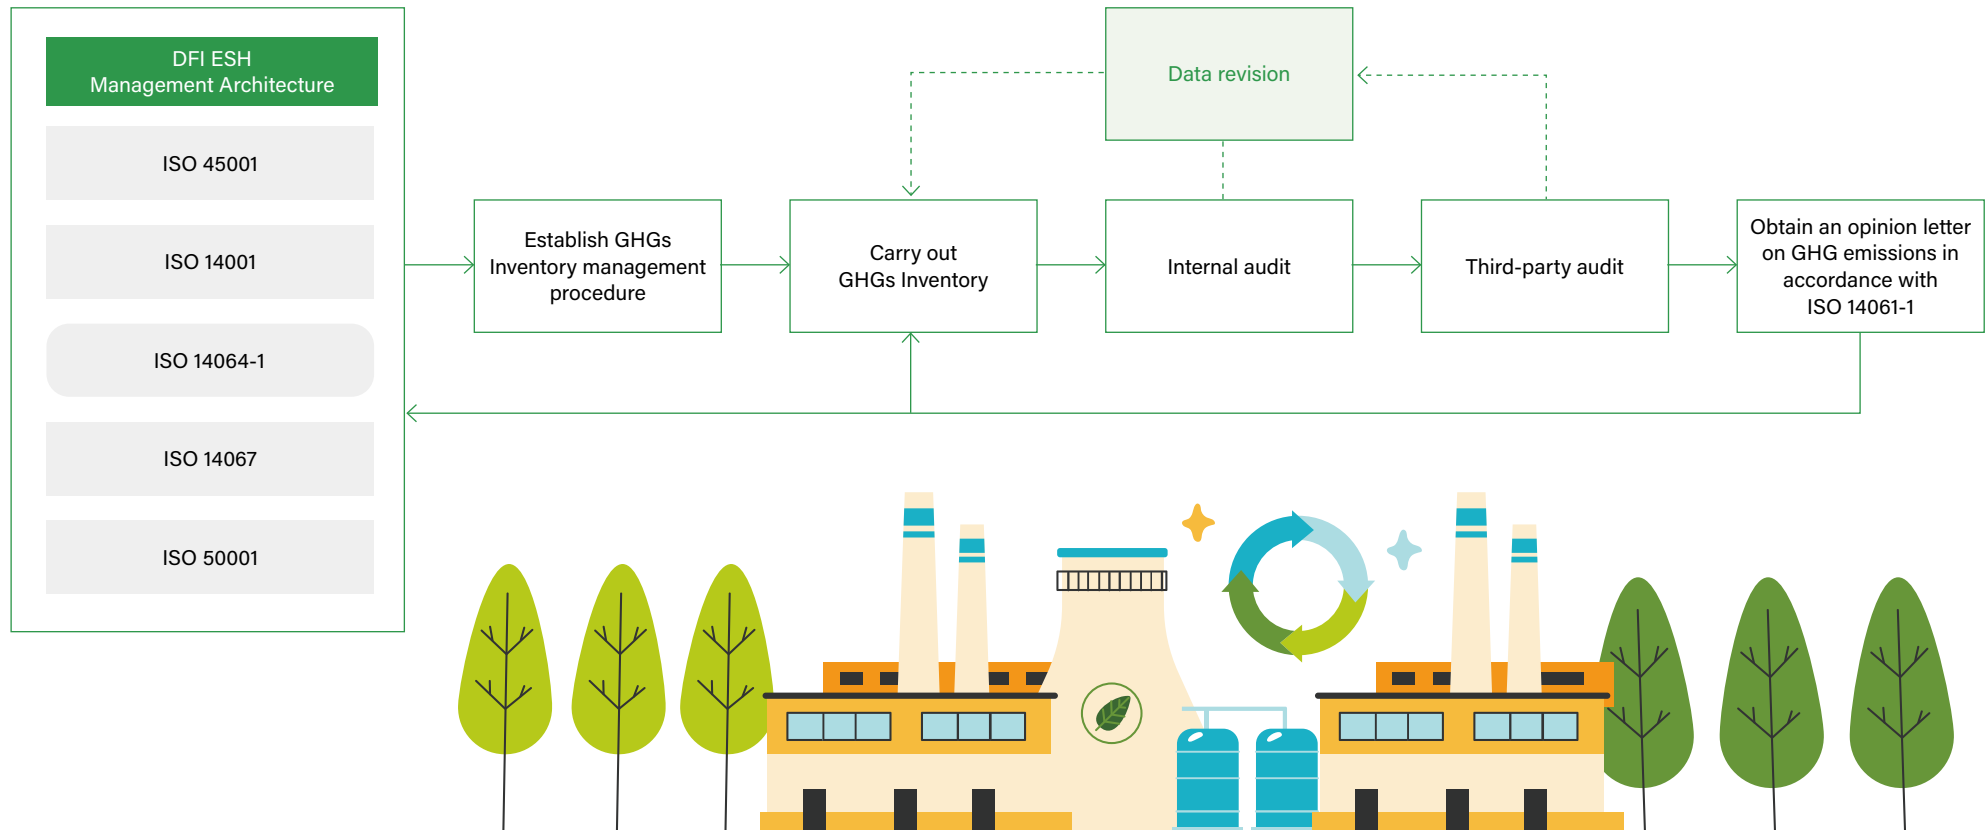 DFI ESH
Management Architecture
ISO 45001
ISO 14001
ISO 14064-1
ISO 14067
ISO 50001
Establish GHGs
Inventory management
procedure
Carry out
GHGs Inventory
Data revision
Internal audit
Third-party audit
Obtain an opinion letter
on GHG emissions in
accordance with
ISO 14061-1